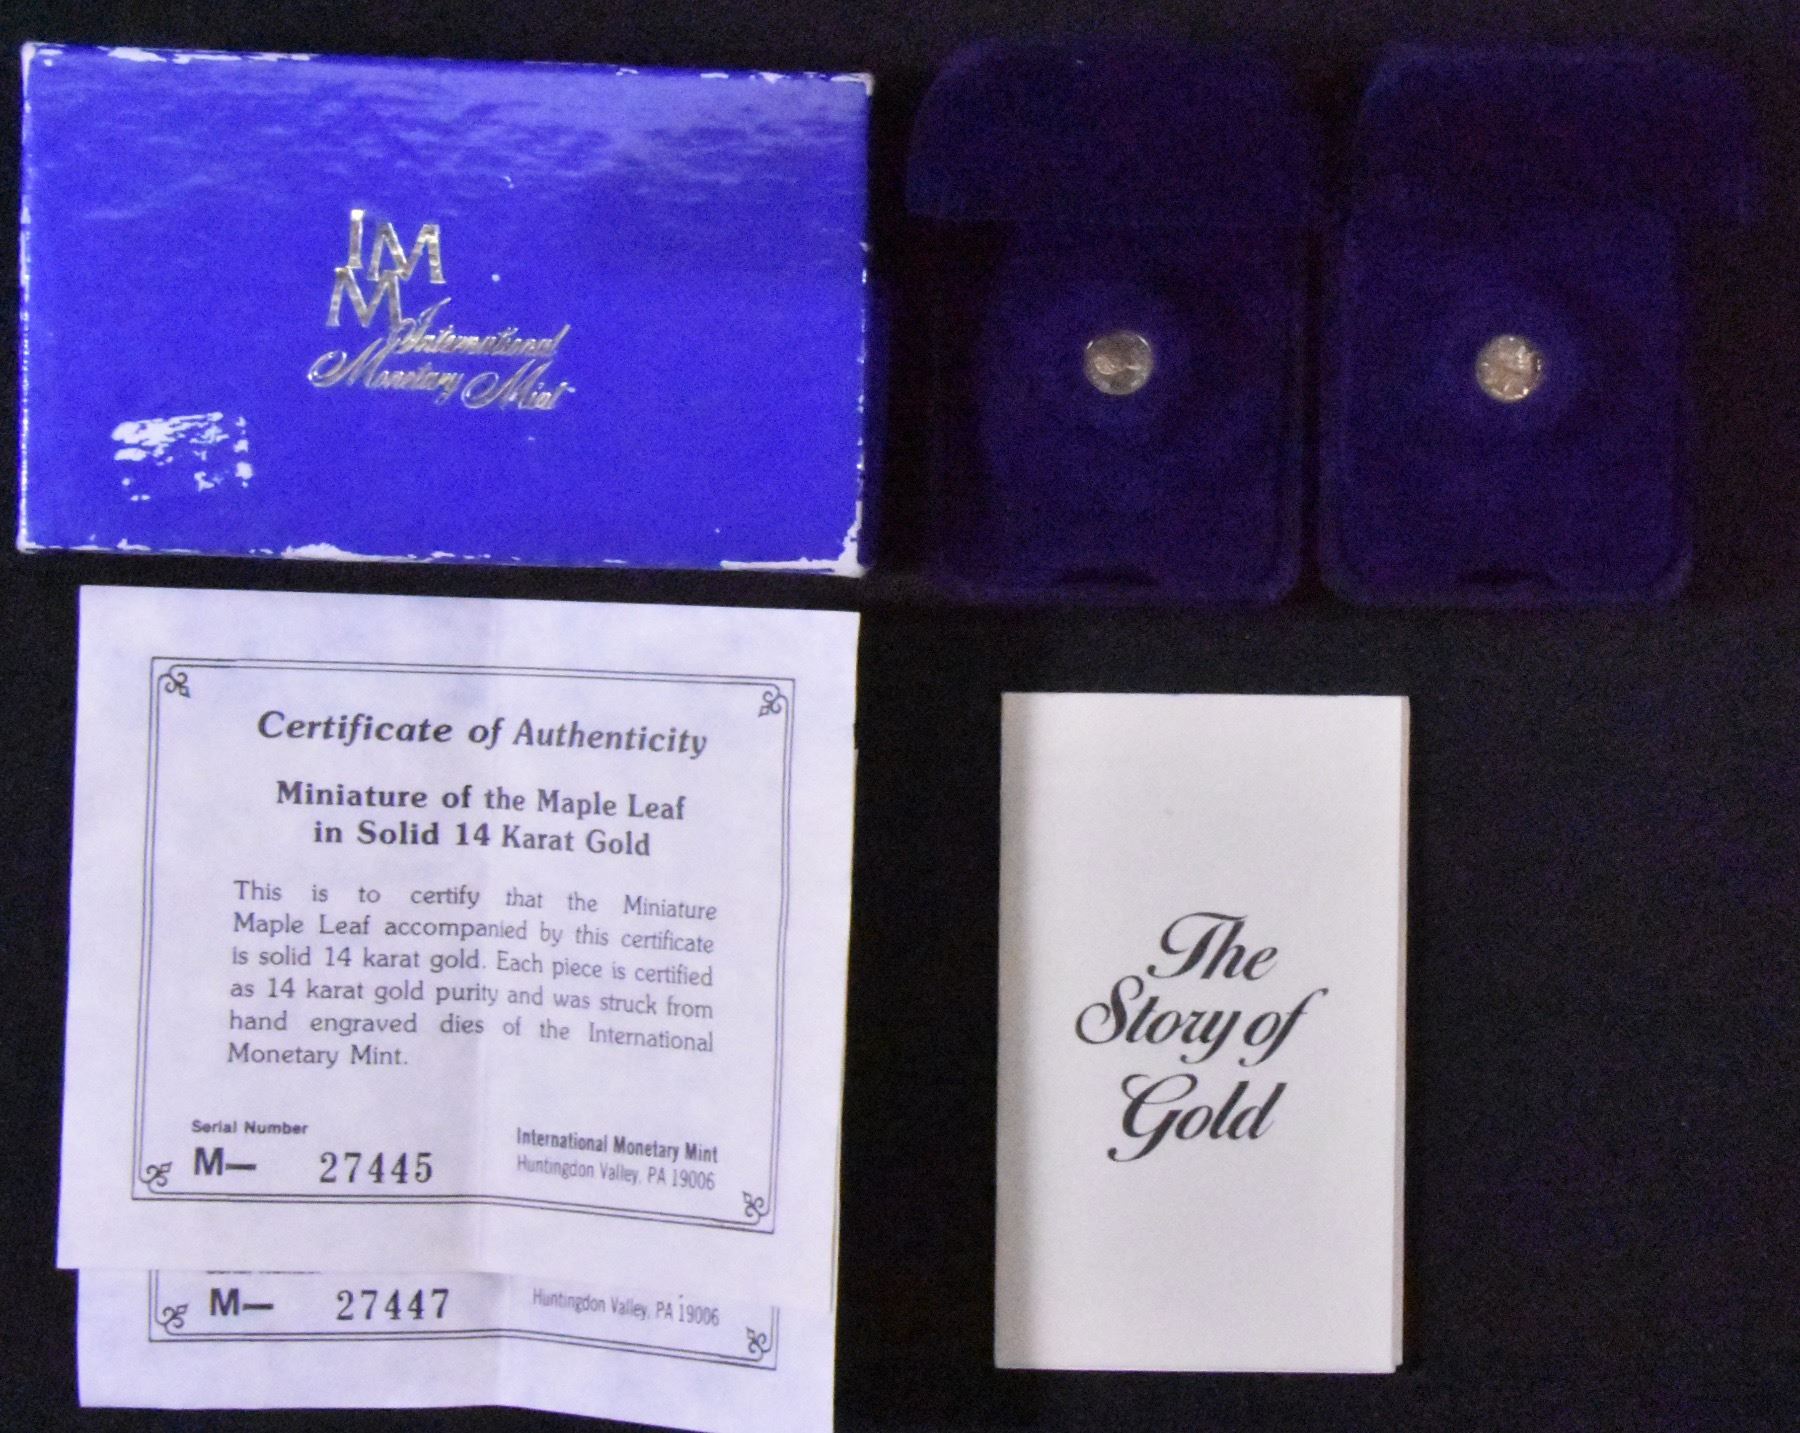 IM
M
International
Monetary Mint
Certificate of Authenticity
Miniature of the Maple Leaf
in Solid 14 Karat Gold
This is to certify that the Miniature
Maple Leaf accompanied by this certificate
is solid 14 karat gold. Each piece is certified
as 14 karat gold purity and was struck from
hand engraved dies of the International
Monetary Mint.
Serial Number
M— 27445
International Monetary Mint
Huntingdon Valley, PA 19006
M— 27447
Huntingdon Valley, PA 19006
The
Story of
Gold